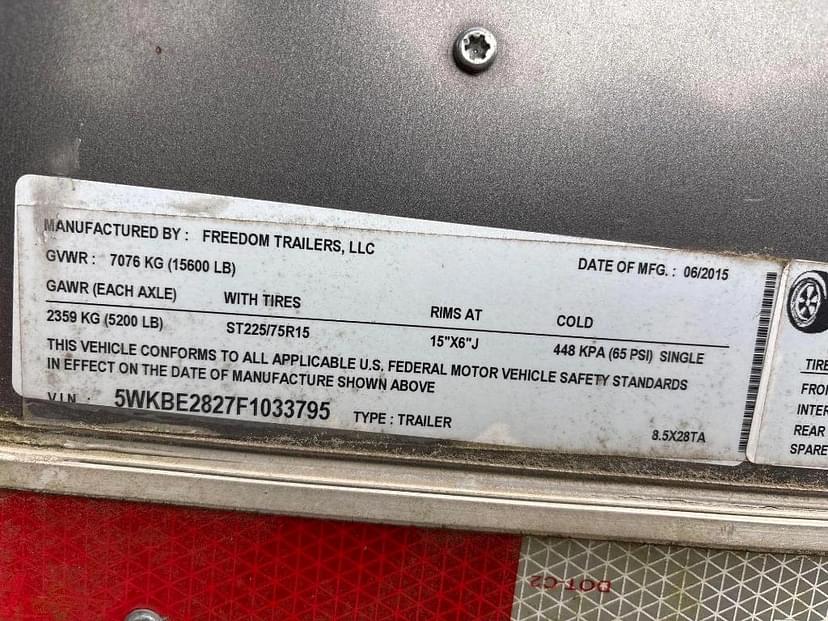 MANUFACTURED BY : FREEDOM TRAILERS, LLC
GVWR : 7076 KG (15600 LB) DATE OF MFG. : 06/2015
GAWR (EACH AXLE) WITH TIRES RIMS AT COLD
2359 KG (5200 LB) ST225/75R15 15"X6"J 448 KPA (65 PSI) SINGLE
THIS VEHICLE CONFORMS TO ALL APPLICABLE U.S. FEDERAL MOTOR VEHICLE SAFETY STANDARDS
IN EFFECT ON THE DATE OF MANUFACTURE SHOWN ABOVE
V.I.N. : 5WKBE2827F1033795 TYPE : TRAILER 8.5X28TA
TIRE
REAR
SPARE
DOT-C2